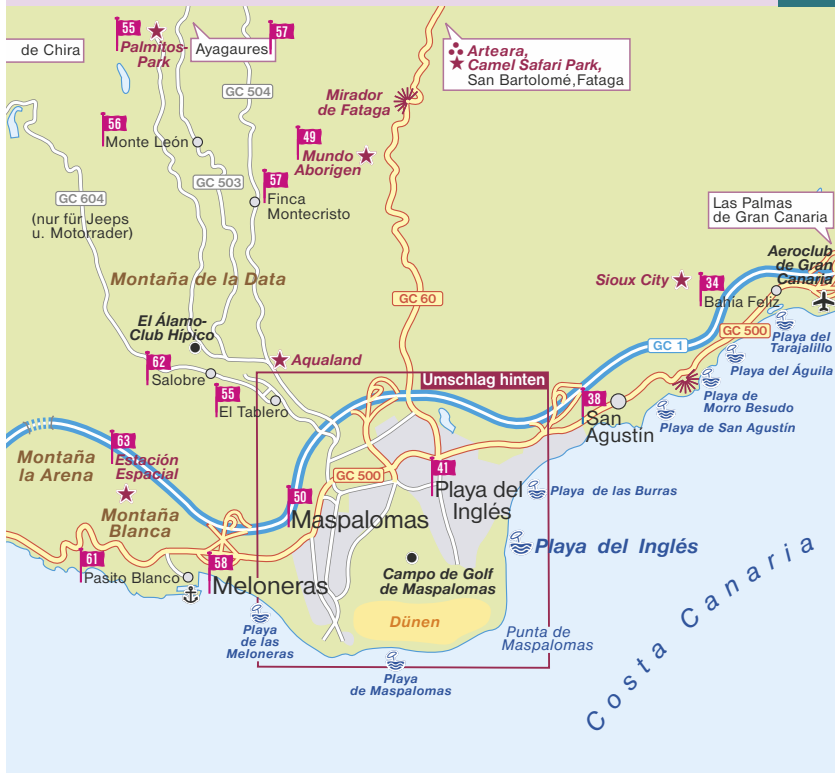 55
Palmitos-
Park
57
de Chira
Ayagaures
Arteara,
Camel Safari Park,
San Bartolomé, Fataga
GC 504
Mirador
de Fataga
56
Monte León
49
Mundo
Aborigen
GC 503
57
Finca
Montecristo
GC 604
(nur für Jeeps
u. Motorrader)
Las Palmas
de Gran Canaria
Aeroclub
de Gran
Canaria
Montaña de la Data
Sioux City
34
Bahia Feliz
GC 60
El Álamo-
Club Hípico
GC 500
Playa del
Tarajalillo
GC 1
62
Salobre
Aqualand
Playa del Águila
Umschlag hinten
55
El Tablero
38
San
Agustín
Playa de
Morro Besudo
Playa de San Agustín
63
Estación
Espacial
Montaña
la Arena
GC 500
41
Playa del
Inglés
Playa de las Burras
50
Maspalomas
Montaña
Blanca
Playa del Inglés
61
Pasito Blanco
58
Meloneras
Campo de Golf
de Maspalomas
Dünen
Punta de
Maspalomas
Playa
de las
Meloneras
Playa
de Maspalomas
Costa Canaria